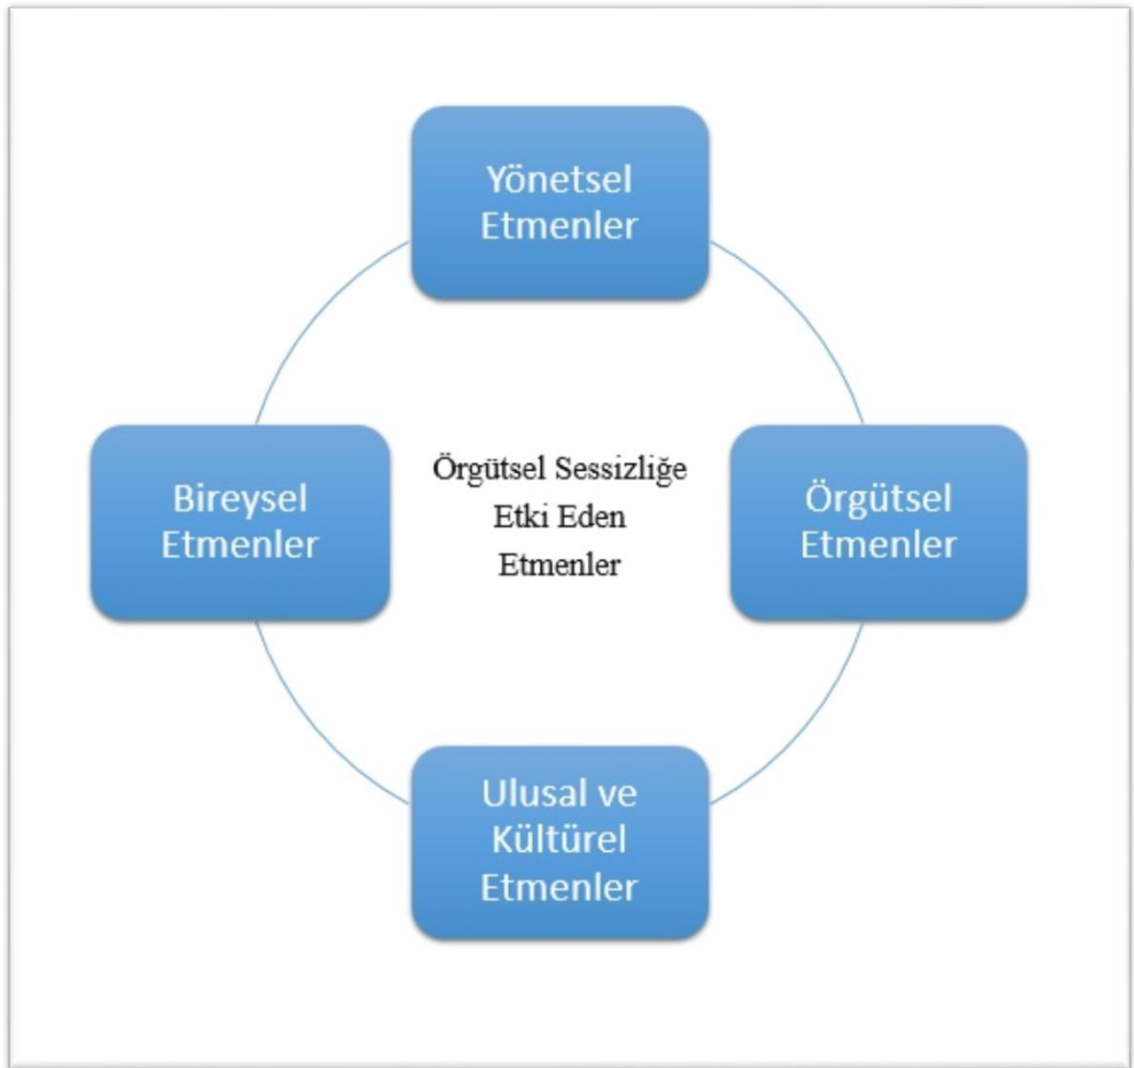 Yönetsel
Etmenler
Bireysel
Etmenler
Örgütsel Sessizliğe
Etki Eden
Etmenler
Örgütsel
Etmenler
Ulusal ve
Kültürel
Etmenler